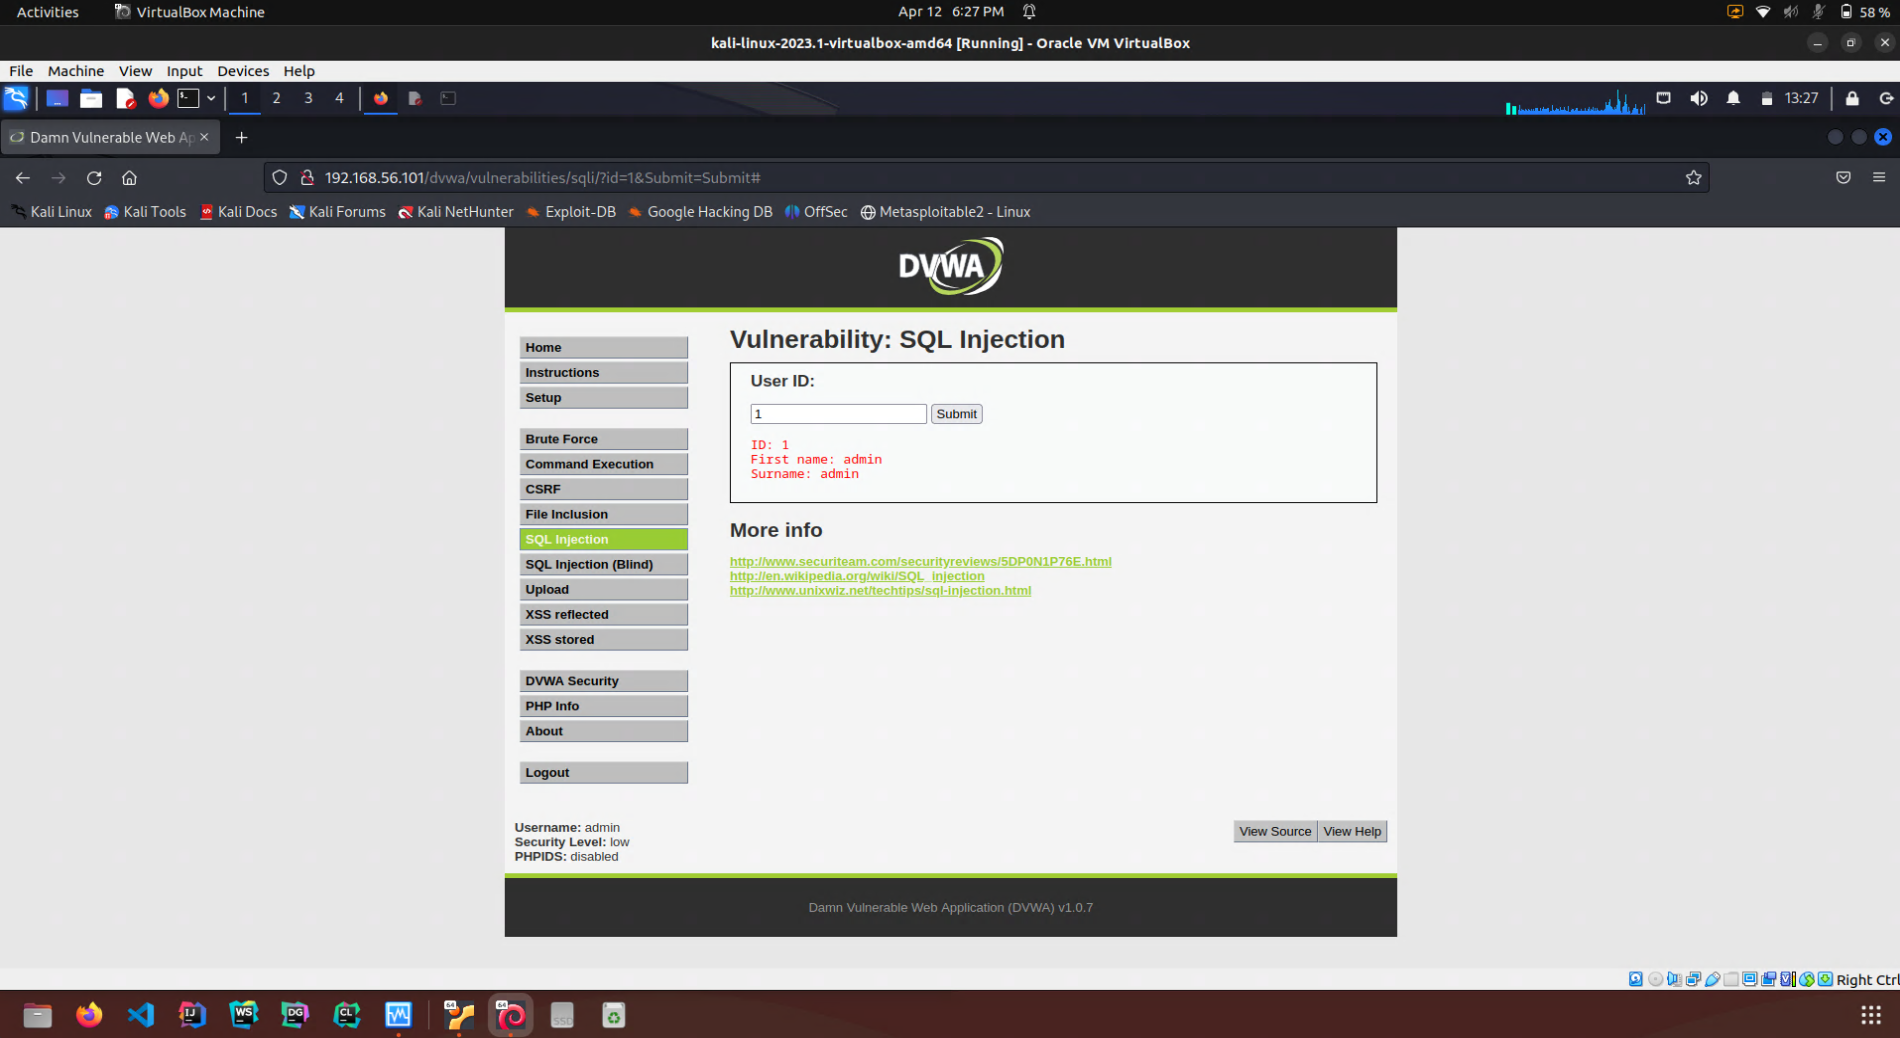 Activities
VirtualBox Machine
Apr 12 6:27 PM
58 %
kali-linux-2023.1-virtualbox-amd64 [Running] - Oracle VM VirtualBox
File Machine View Input Devices Help
1 2 3 4
13:27
Damn Vulnerable Web Ap
192.168.56.101/dvwa/vulnerabilities/sqli/?id=1&Submit=Submit#
Kali Linux Kali Tools Kali Docs Kali Forums Kali NetHunter Exploit-DB Google Hacking DB OffSec Metasploitable2 - Linux
DVWA
Home
Instructions
Setup
Brute Force
Command Execution
CSRF
File Inclusion
SQL Injection
SQL Injection (Blind)
Upload
XSS reflected
XSS stored
DVWA Security
PHP Info
About
Logout
Vulnerability: SQL Injection
User ID:
1 Submit
ID: 1
First name: admin
Surname: admin
More info
http://www.securiteam.com/securityreviews/5DP0N1P76E.html
http://en.wikipedia.org/wiki/SQL_injection
http://www.unixwiz.net/techtips/sql-injection.html
Username: admin
Security Level: low
PHPIDS: disabled
View Source View Help
Damn Vulnerable Web Application (DVWA) v1.0.7
Right Ctrl
IJ WS DG CL 64 64 SSD